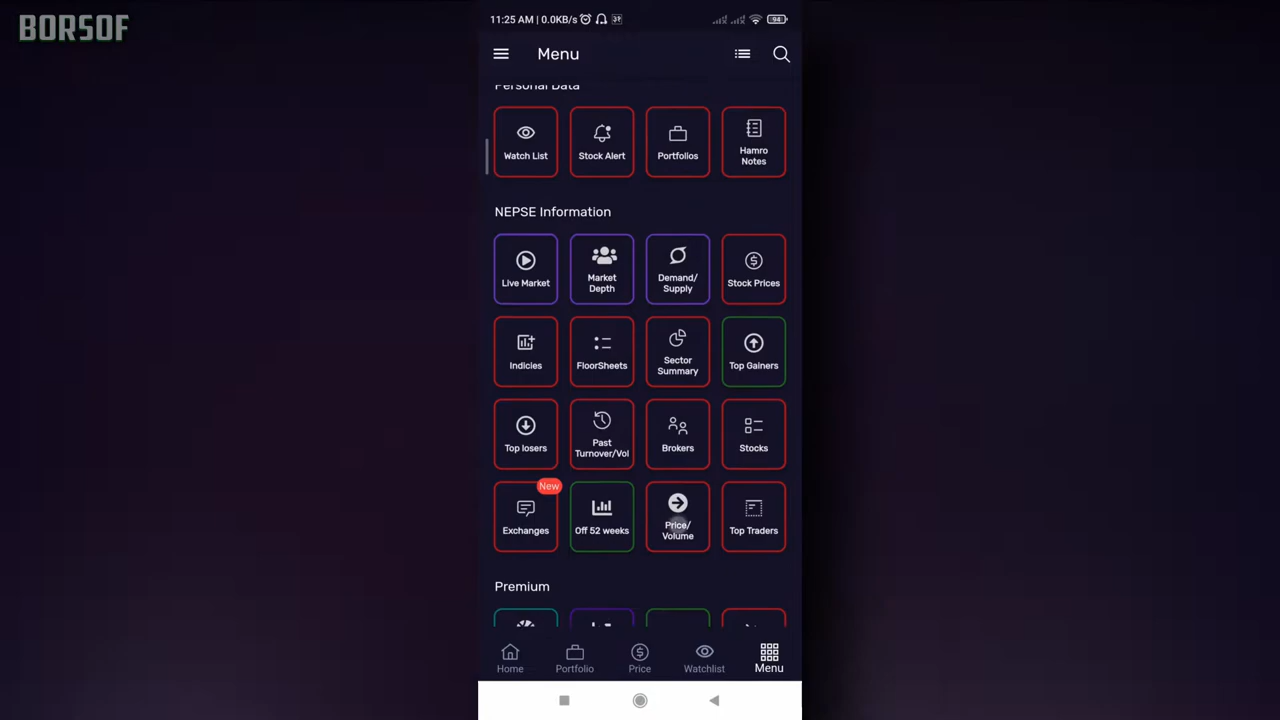 BORSOF
11:25 AM | 0.0KB/s
94
Menu
Personal Data
Watch List
Stock Alert
Portfolios
Hamro
Notes
NEPSE Information
Live Market
Market
Depth
Demand/
Supply
Stock Prices
Indicies
FloorSheets
Sector
Summary
Top Gainers
Top losers
Past
Turnover/Vol
Brokers
Stocks
New
Exchanges
Off 52 weeks
Price/
Volume
Top Traders
Premium
Home
Portfolio
Price
Watchlist
Menu